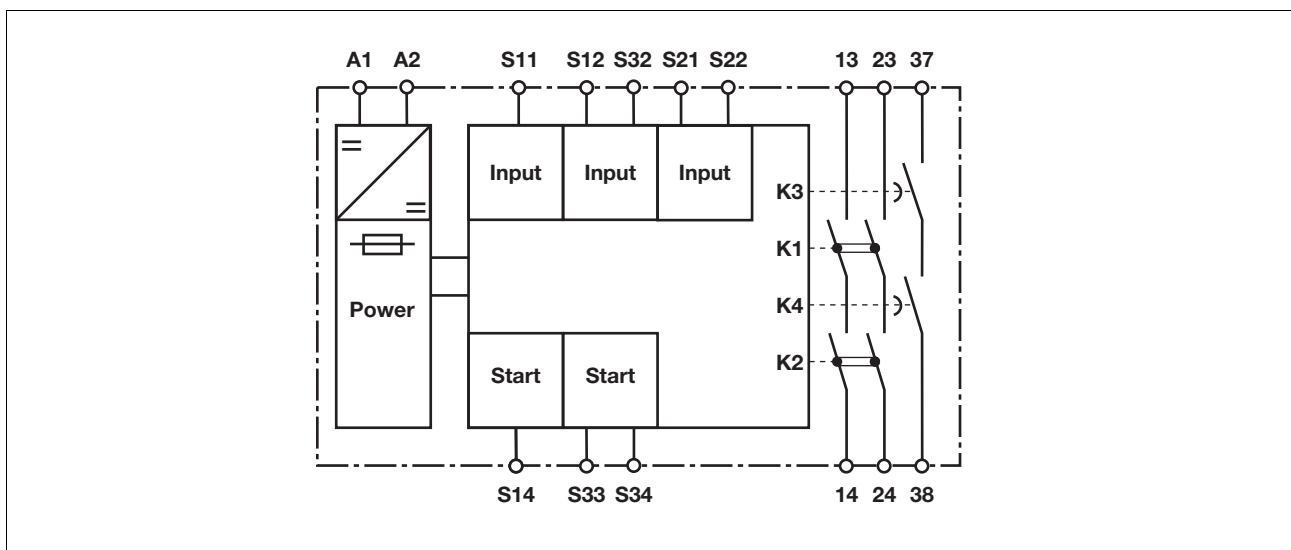 A1 A2 S11 S12 S32 S21 S22 13 23 37
Input Input Input
K3
K1
K4
Power
K2
Start Start
S14 S33 S34 14 24 38